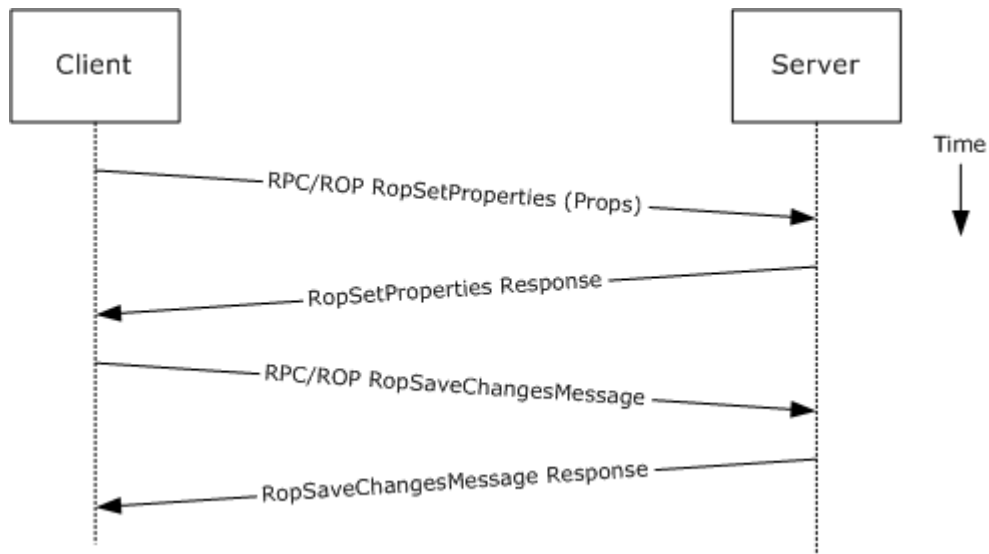 Client
Server
Time
RPC/ROP RopSetProperties (Props)
RopSetProperties Response
RPC/ROP RopSaveChangesMessage
RopSaveChangesMessage Response